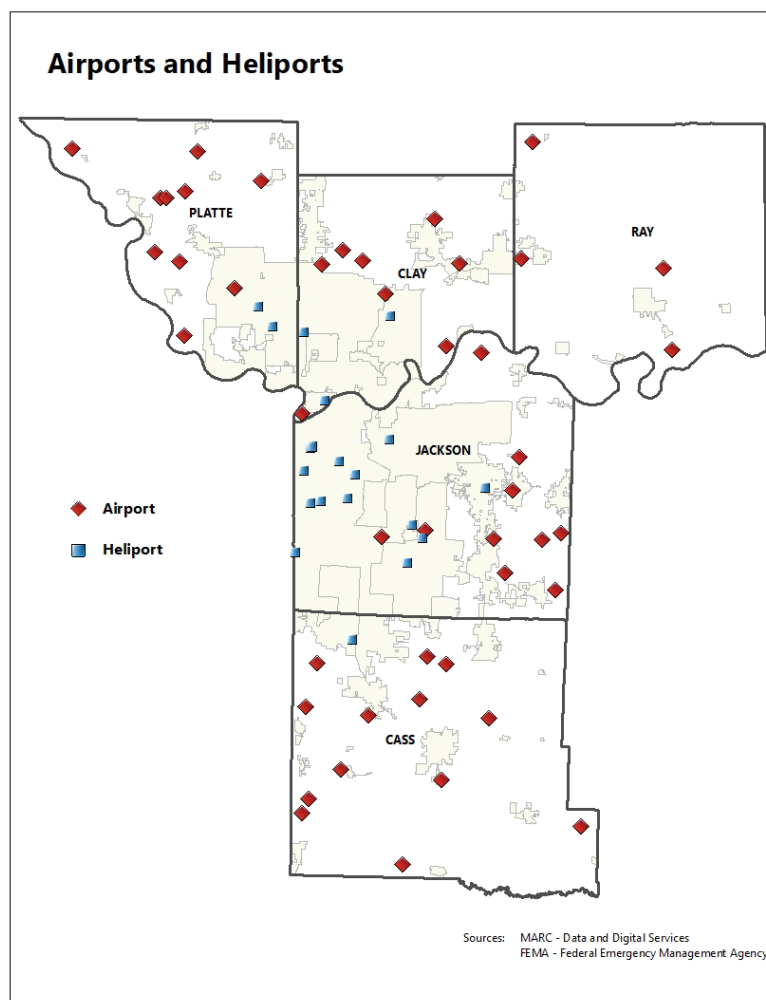 Airports and Heliports
PLATTE
RAY
CLAY
JACKSON
Airport
Heliport
CASS
Sources: MARC - Data and Digital Services
FEMA - Federal Emergency Management Agency